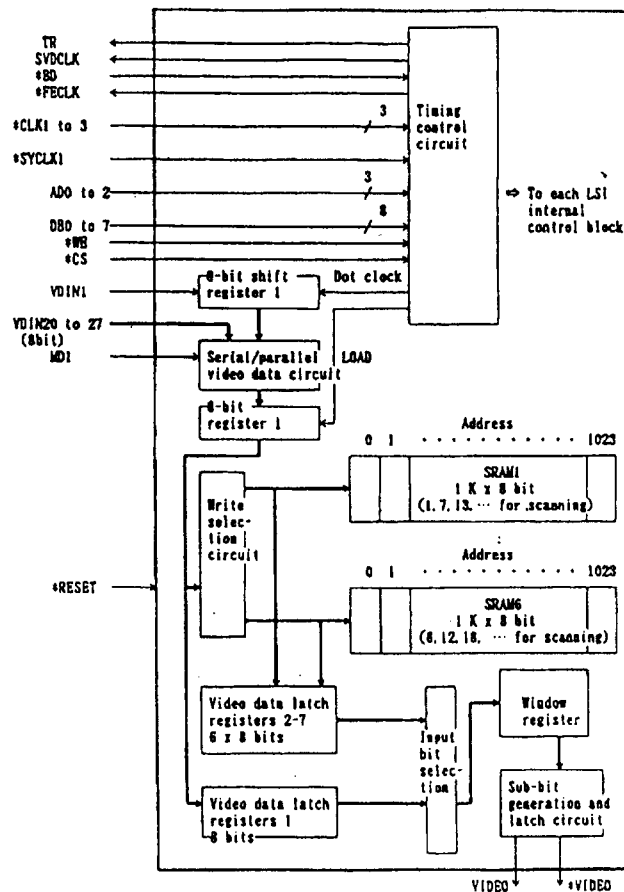 TR
SVDCLK
*BD
*FECLK
*CLK1 to 3
3
*SYCLK1
AD0 to 2
3
DB0 to 7
8
*WB
*CS
Timing
control
circuit
To each LSI
internal
control block
VDIN1
8-bit shift
register 1
Dot clock
VDIN20 to 27
(8bit)
MD1
Serial/parallel
video data circuit
LOAD
8-bit
register 1
Address
0 1 1023
SRAM1
1 K x 8 bit
(1,7,13, ··· for scanning)
Write
selec-
tion
circuit
Address
0 1 1023
*RESET
SRAM6
1 K x 8 bit
(6,12,18, ··· for scanning)
Video data latch
registers 2-7
6 x 8 bits
Input
bit
selec-
tion
Window
register
Video data latch
registers 1
8 bits
Sub-bit
generation and
latch circuit
VIDEO *VIDEO